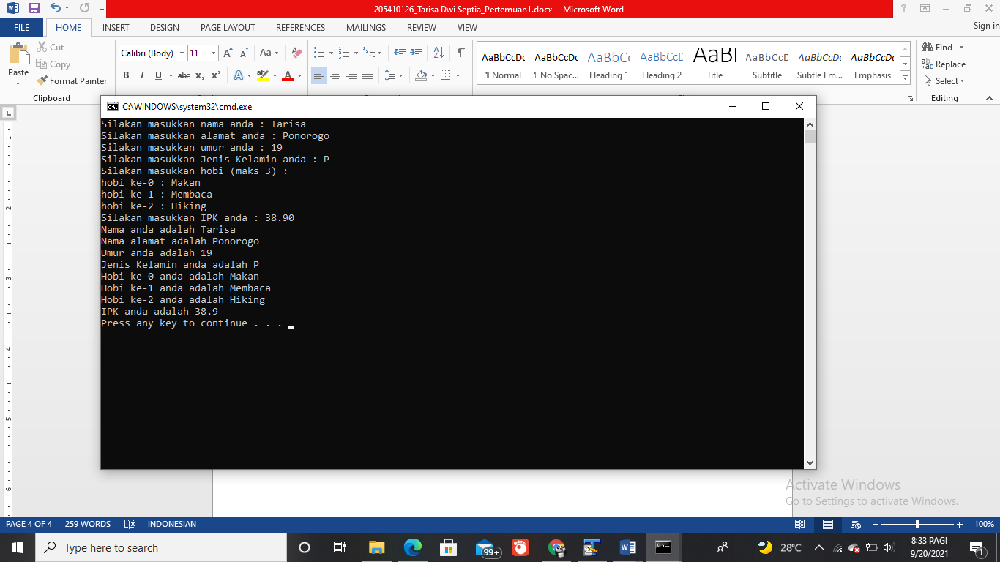 205410126_Tarisa Dwi Septia_Pertemuan1.docx - Microsoft Word
FILE HOME INSERT DESIGN PAGE LAYOUT REFERENCES MAILINGS REVIEW VIEW Sign in
Paste
Cut
Copy
Format Painter
Clipboard
Calibri (Body) 11
AaBbCcDc AaBbCcDc AaBbCc AaBbCcD AaBl AaBbCcD AaBbCcDc AaBbCcDc
¶ Normal ¶ No Spac... Heading 1 Heading 2 Title Subtitle Subtle Em... Emphasis
Find
Replace
Select
Editing
C:\WINDOWS\system32\cmd.exe
Silakan masukkan nama anda : Tarisa
Silakan masukkan alamat anda : Ponorogo
Silakan masukkan umur anda : 19
Silakan masukkan Jenis Kelamin anda : P
Silakan masukkan hobi (maks 3) :
hobi ke-0 : Makan
hobi ke-1 : Membaca
hobi ke-2 : Hiking
Silakan masukkan IPK anda : 38.90
Nama anda adalah Tarisa
Nama alamat adalah Ponorogo
Umur anda adalah 19
Jenis Kelamin anda adalah P
Hobi ke-0 anda adalah Makan
Hobi ke-1 anda adalah Membaca
Hobi ke-2 anda adalah Hiking
IPK anda adalah 38.9
Press any key to continue . . .
Activate Windows
Go to Settings to activate Windows.
PAGE 4 OF 4 259 WORDS INDONESIAN 100%
Type here to search
99+
28°C
8:33 PAGI
9/20/2021
1